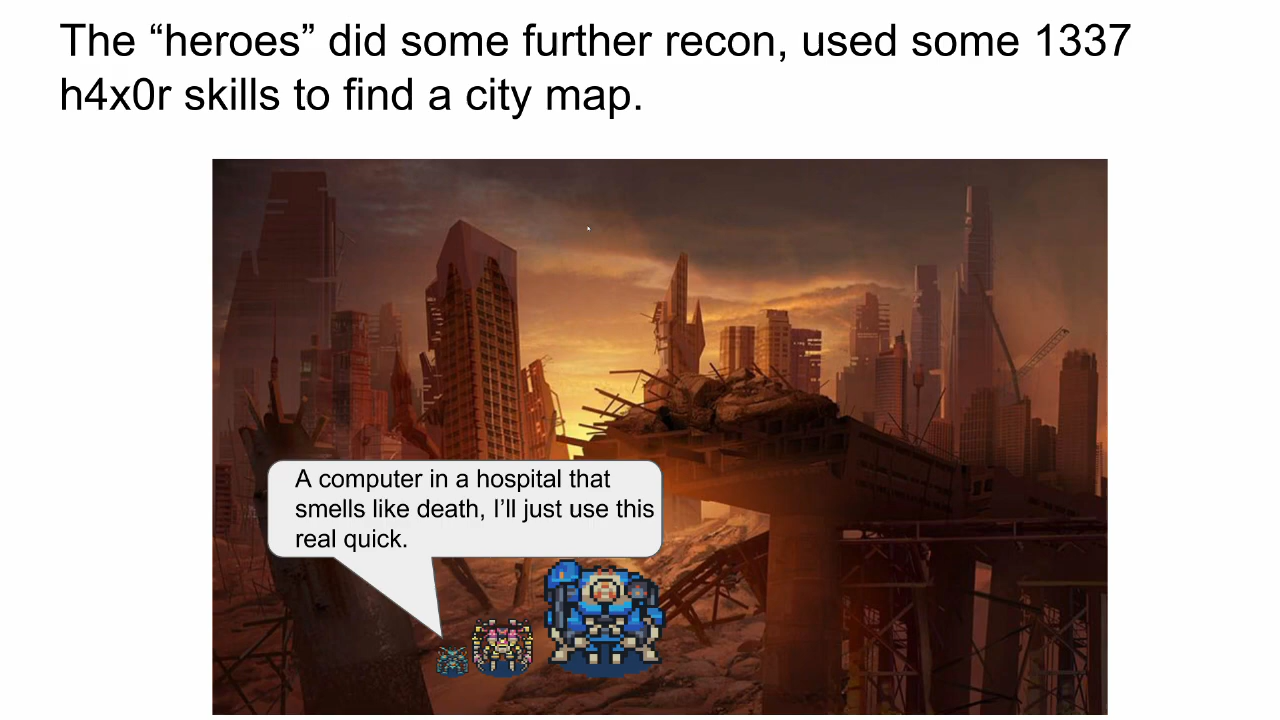 The “heroes” did some further recon, used some 1337
h4x0r skills to find a city map.
A computer in a hospital that
smells like death, I’ll just use this
real quick.